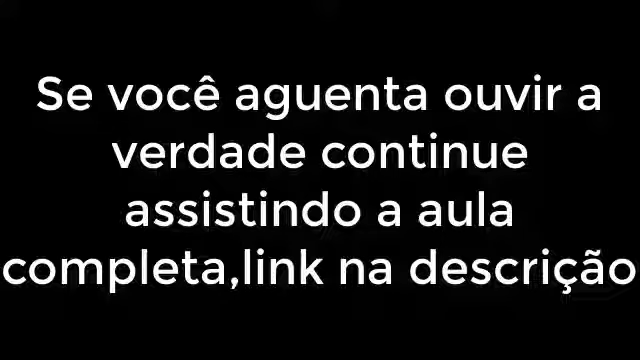 Se você aguenta ouvir a
verdade continue
assistindo a aula
completa,link na descrição